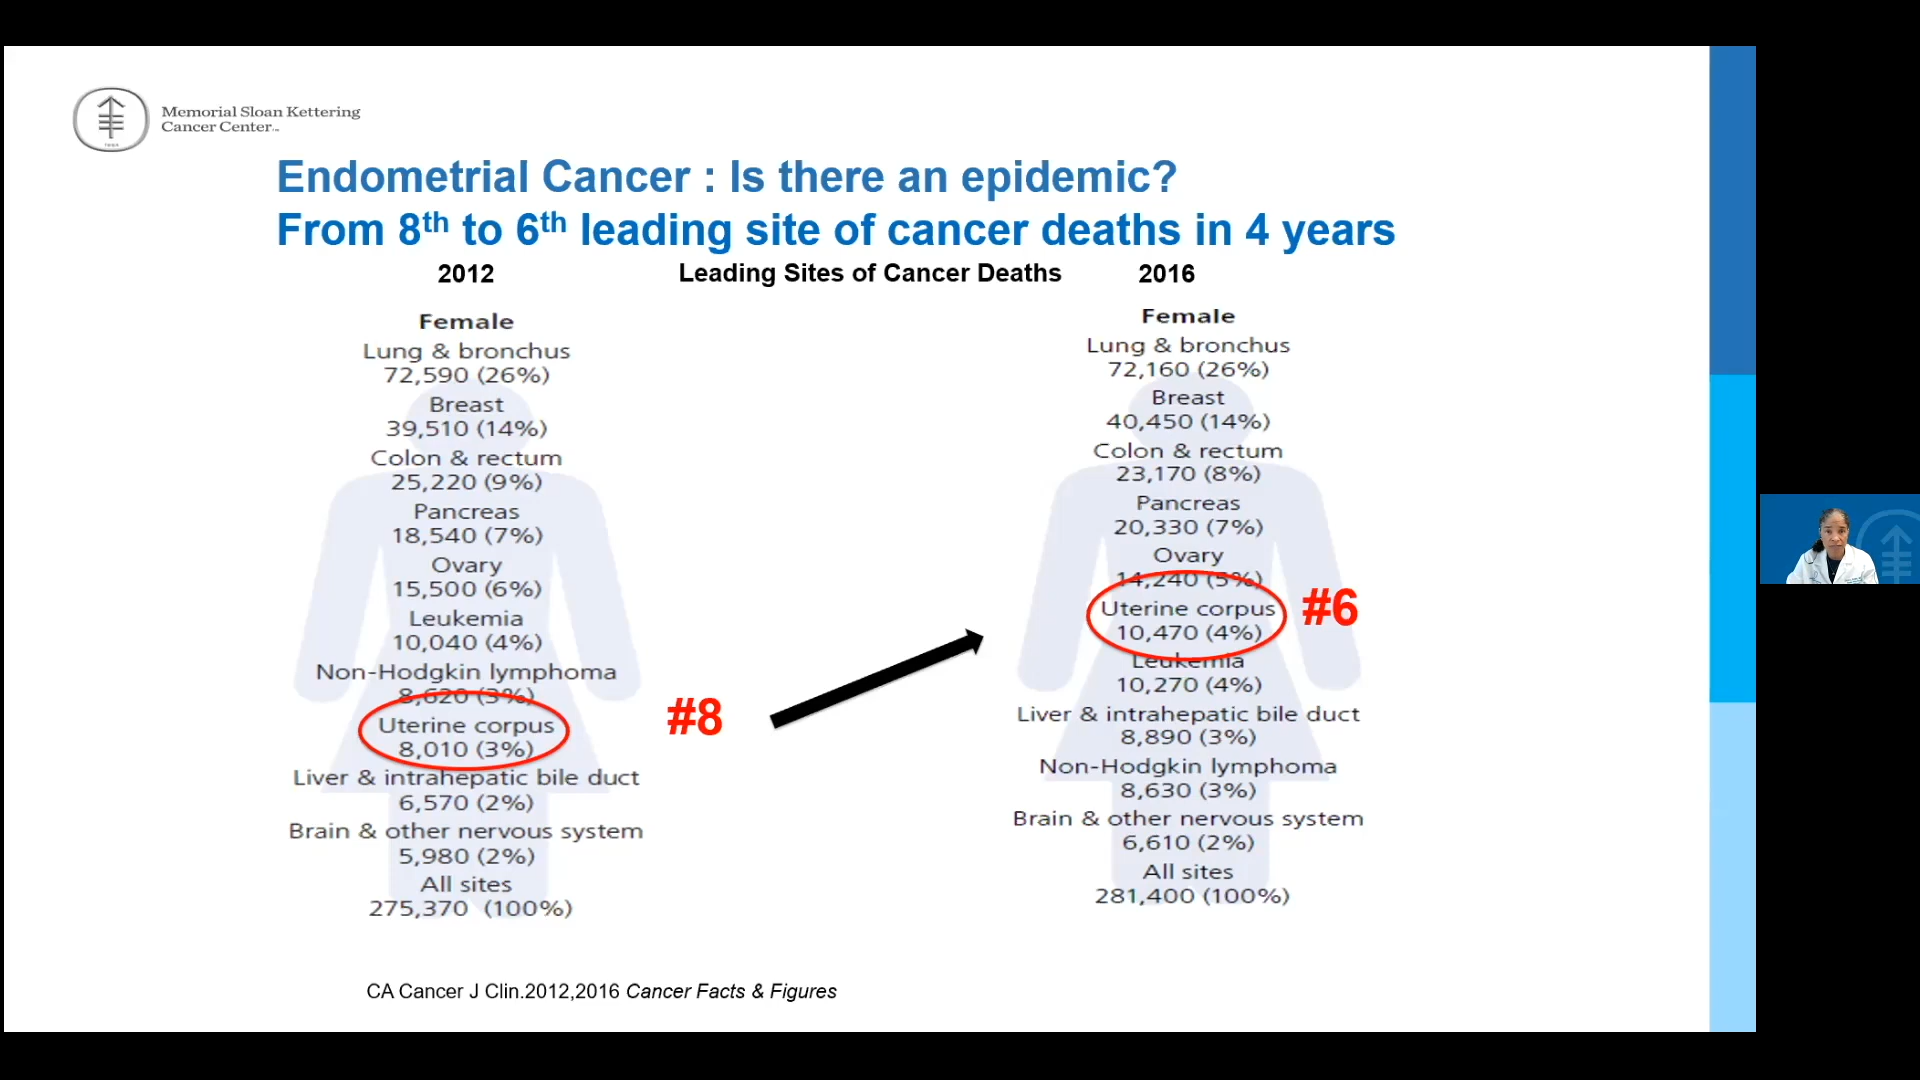 Memorial Sloan Kettering
Cancer Center
Endometrial Cancer : Is there an epidemic?
From 8th to 6th leading site of cancer deaths in 4 years
2012
Leading Sites of Cancer Deaths
2016
Female
Lung & bronchus
72,590 (26%)
Breast
39,510 (14%)
Colon & rectum
25,220 (9%)
Pancreas
18,540 (7%)
Ovary
15,500 (6%)
Leukemia
10,040 (4%)
Non-Hodgkin lymphoma
8,620 (3%)
Uterine corpus
8,010 (3%)
Liver & intrahepatic bile duct
6,570 (2%)
Brain & other nervous system
5,980 (2%)
All sites
275,370 (100%)
#8
Female
Lung & bronchus
72,160 (26%)
Breast
40,450 (14%)
Colon & rectum
23,170 (8%)
Pancreas
20,330 (7%)
Ovary
14,240 (5%)
Uterine corpus
10,470 (4%)
Leukemia
10,270 (4%)
Liver & intrahepatic bile duct
8,890 (3%)
Non-Hodgkin lymphoma
8,630 (3%)
Brain & other nervous system
6,610 (2%)
All sites
281,400 (100%)
#6
CA Cancer J Clin.2012,2016 Cancer Facts & Figures